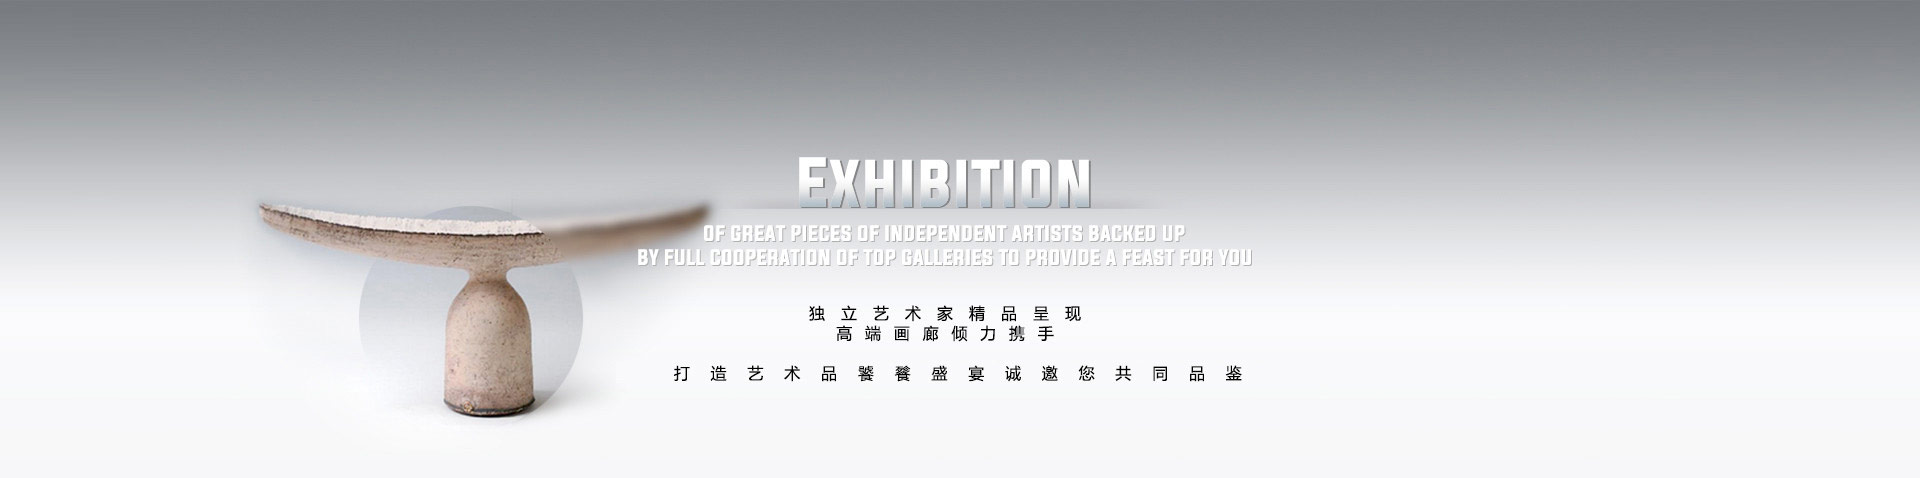 EXHIBITION
OF GREAT PIECES OF INDEPENDENT ARTISTS BACKED UP
BY FULL COOPERATION OF TOP GALLERIES TO PROVIDE A FEAST FOR YOU
独立艺术家精品呈现
高端画廊倾力携手
打造艺术品饕餮盛宴诚邀您共同品鉴